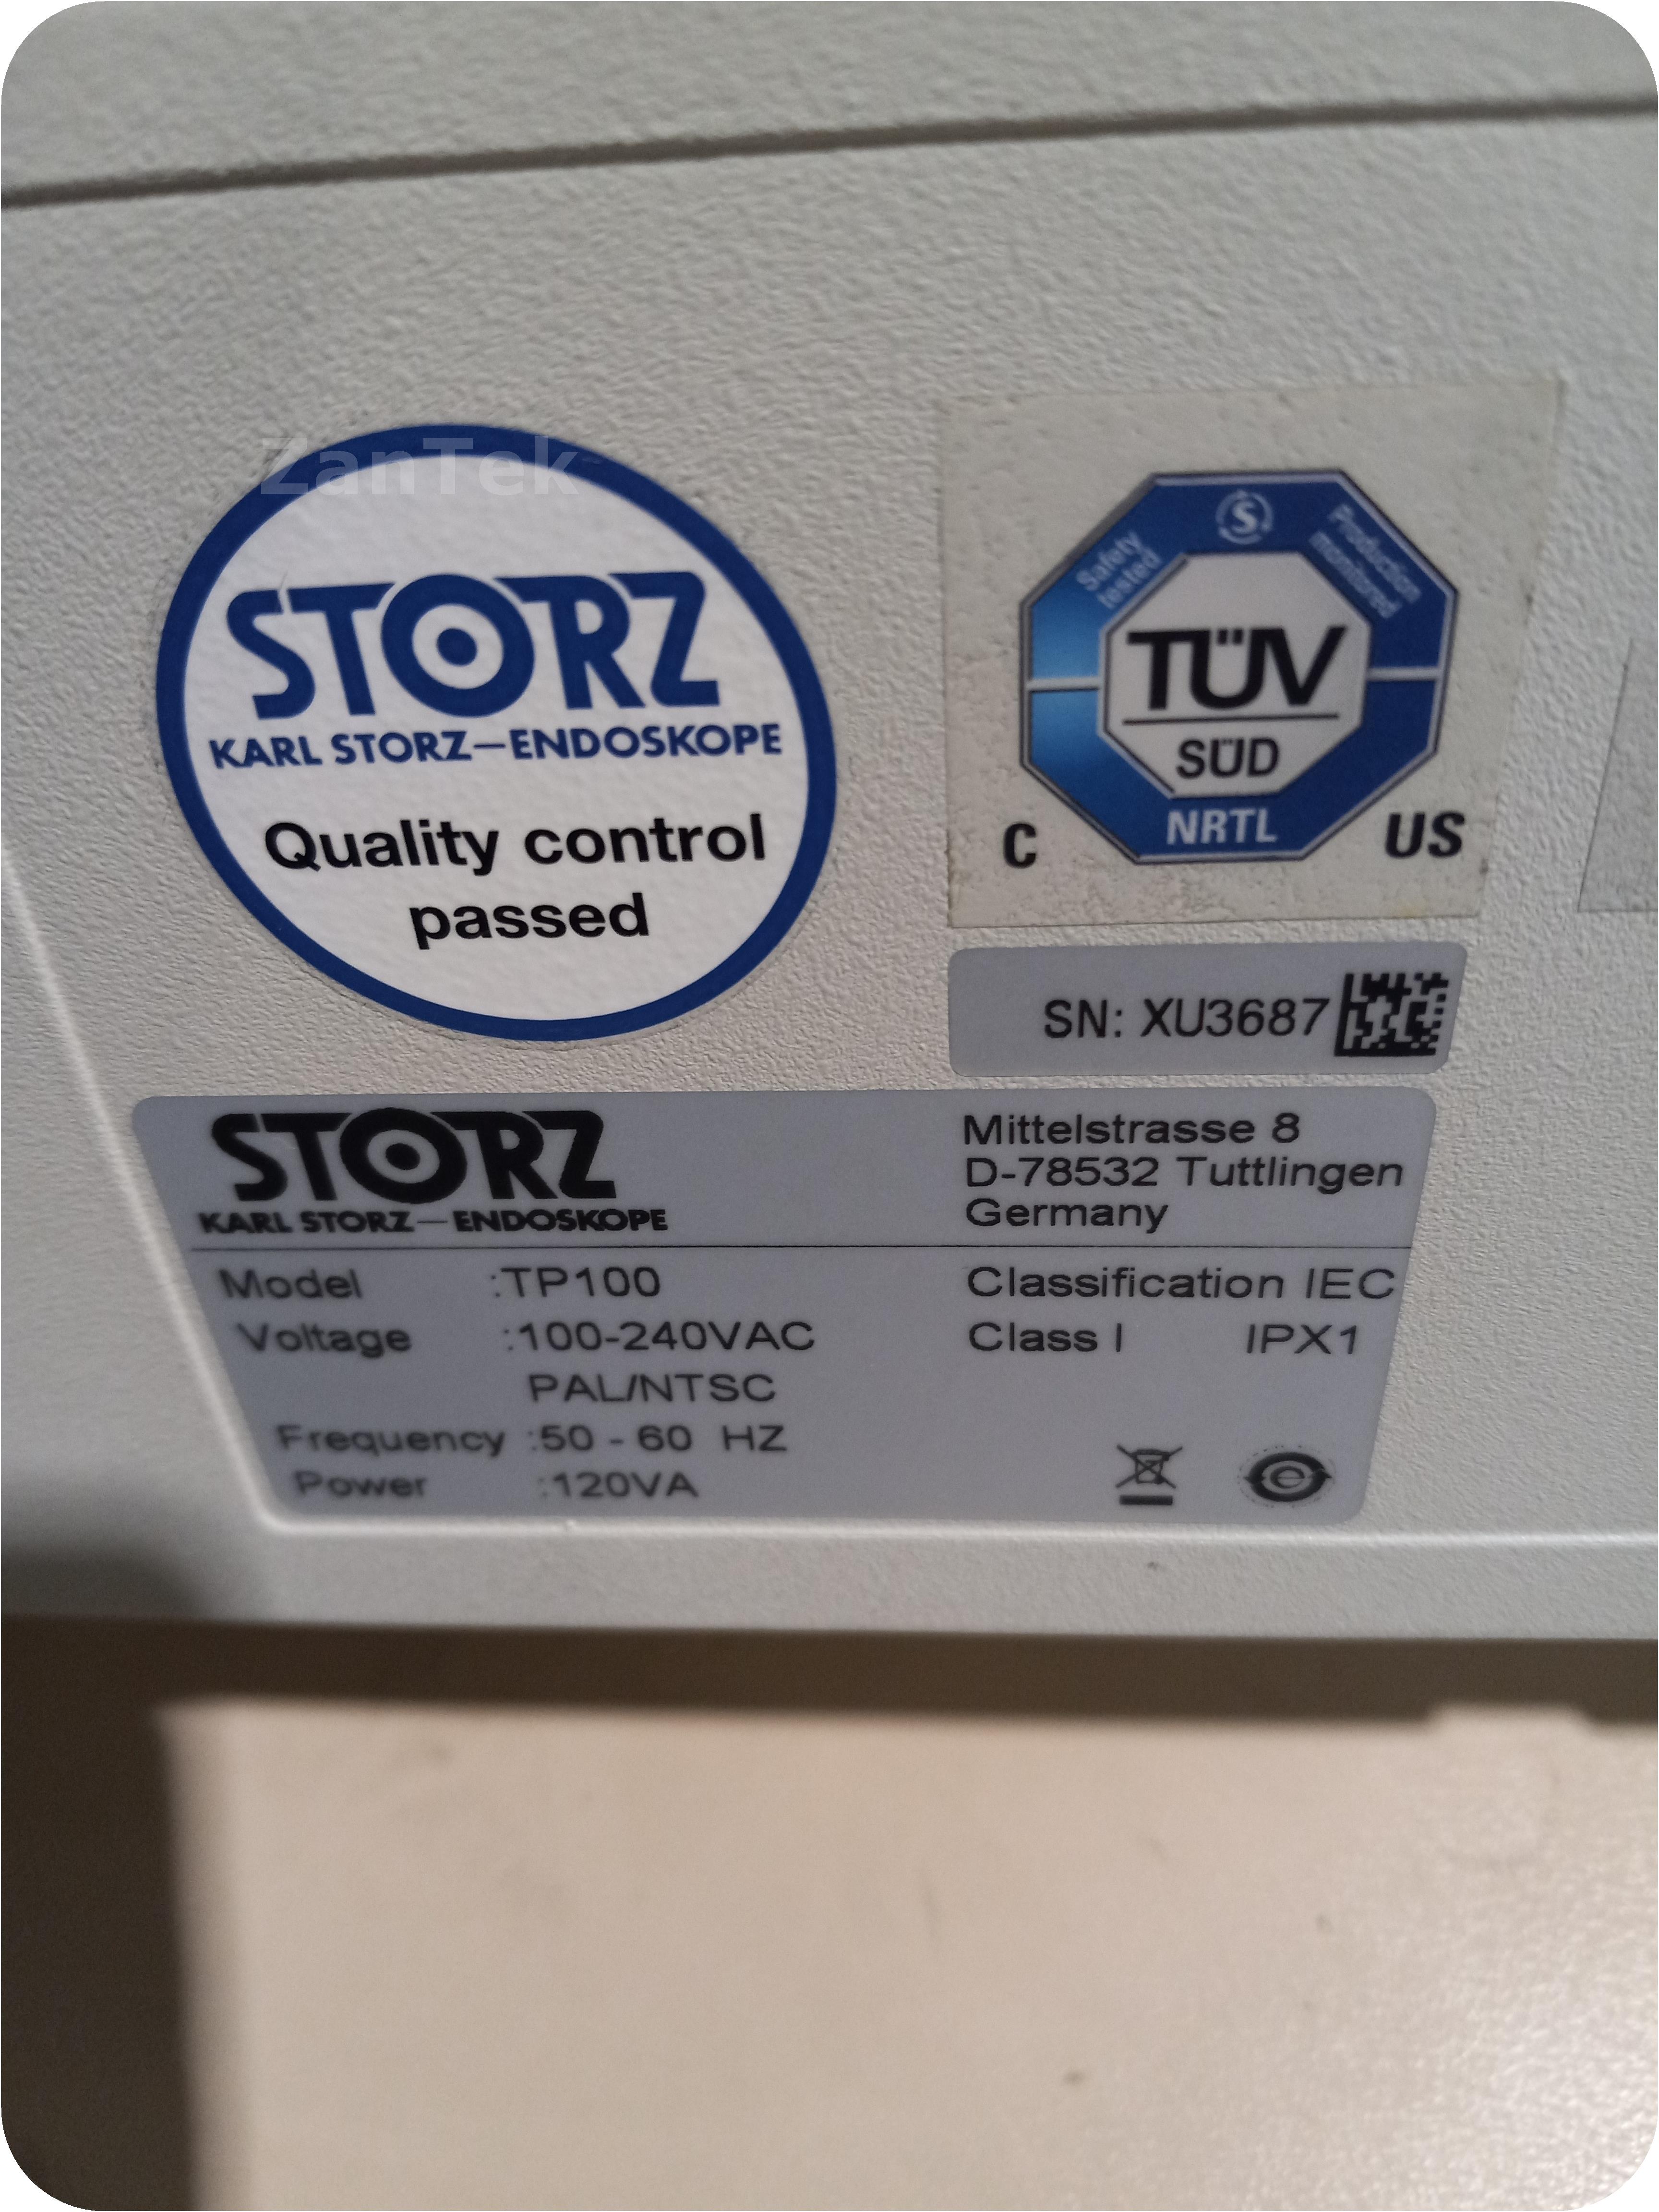 ZanTek
STORZ
KARL STORZ—ENDOSKOPE
Quality control
passed
Safety
tested
S
Production
monitored
TÜV
SÜD
NRTL
C
US
SN: XU3687
STORZ
KARL STORZ—ENDOSKOPE
Mittelstrasse 8
D-78532 Tuttlingen
Germany
Model :TP100
Voltage :100-240VAC
PAL/NTSC
Frequency :50 - 60 HZ
Power :120VA
Classification IEC
Class I IPX1
e